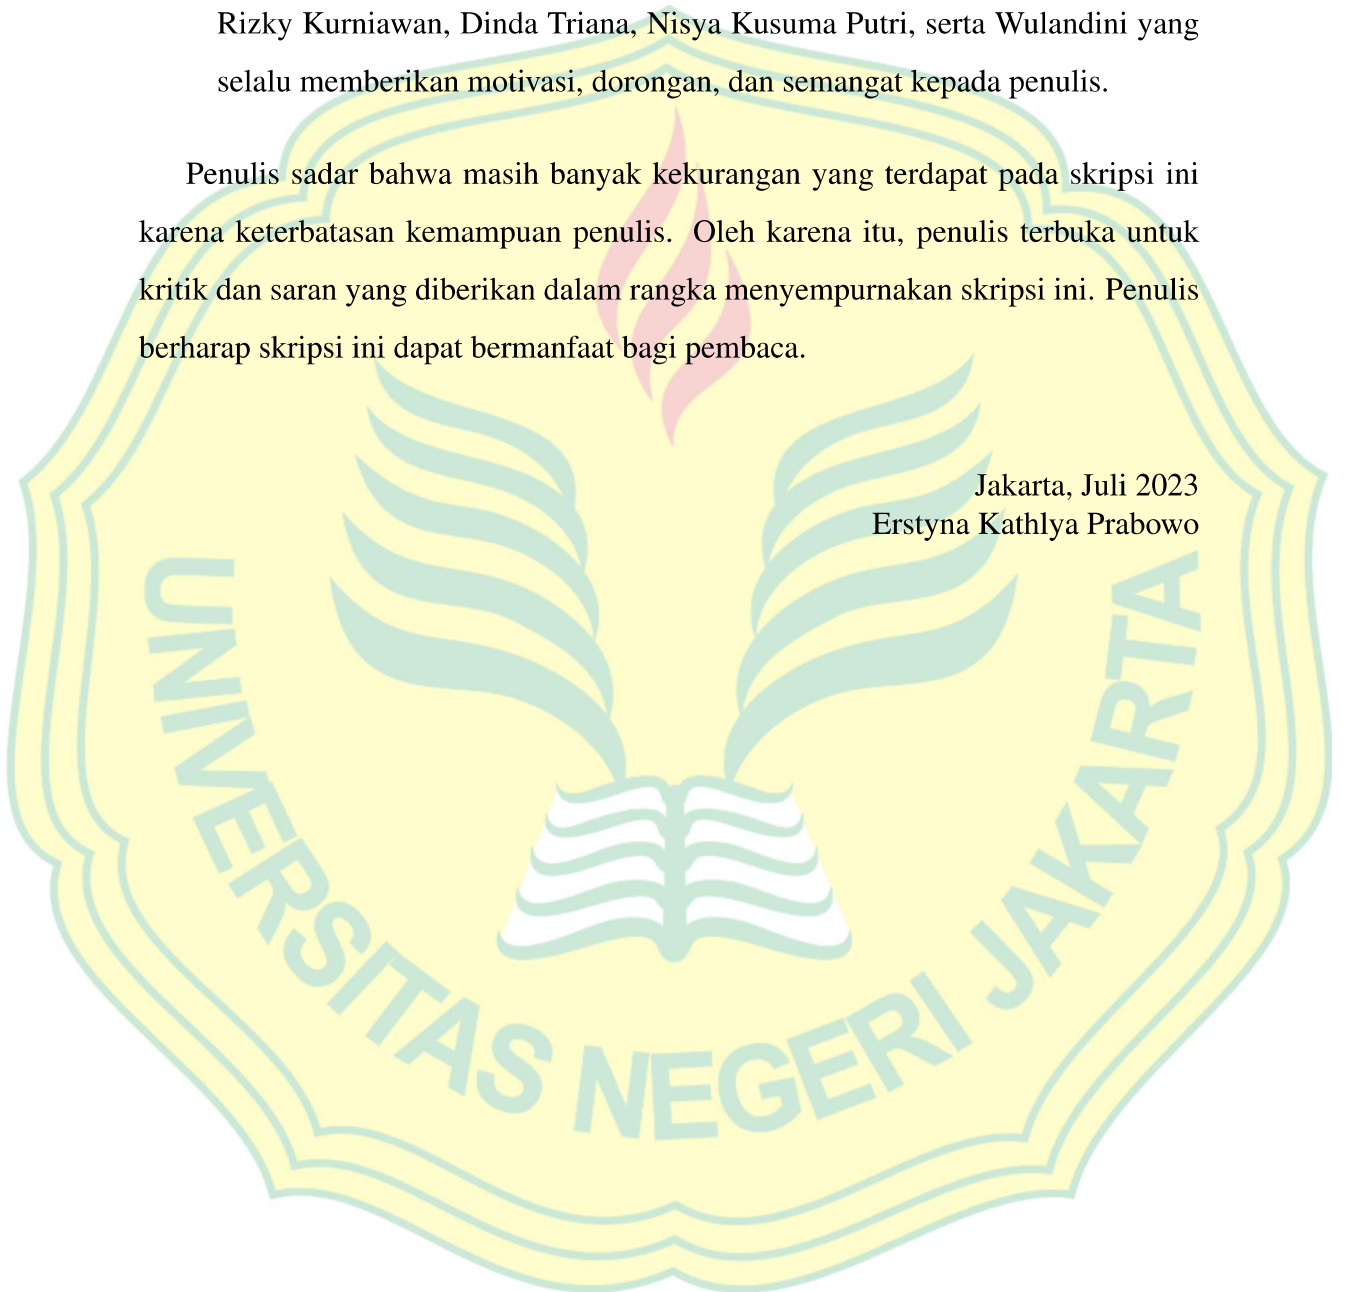 Rizky Kurniawan, Dinda Triana, Nisya Kusuma Putri, serta Wulandini yang
selalu memberikan motivasi, dorongan, dan semangat kepada penulis.
Penulis sadar bahwa masih banyak kekurangan yang terdapat pada skripsi ini
karena keterbatasan kemampuan penulis. Oleh karena itu, penulis terbuka untuk
kritik dan saran yang diberikan dalam rangka menyempurnakan skripsi ini. Penulis
berharap skripsi ini dapat bermanfaat bagi pembaca.
Jakarta, Juli 2023
Erstyna Kathlya Prabowo
UNIVERSITAS NEGERI JAKARTA